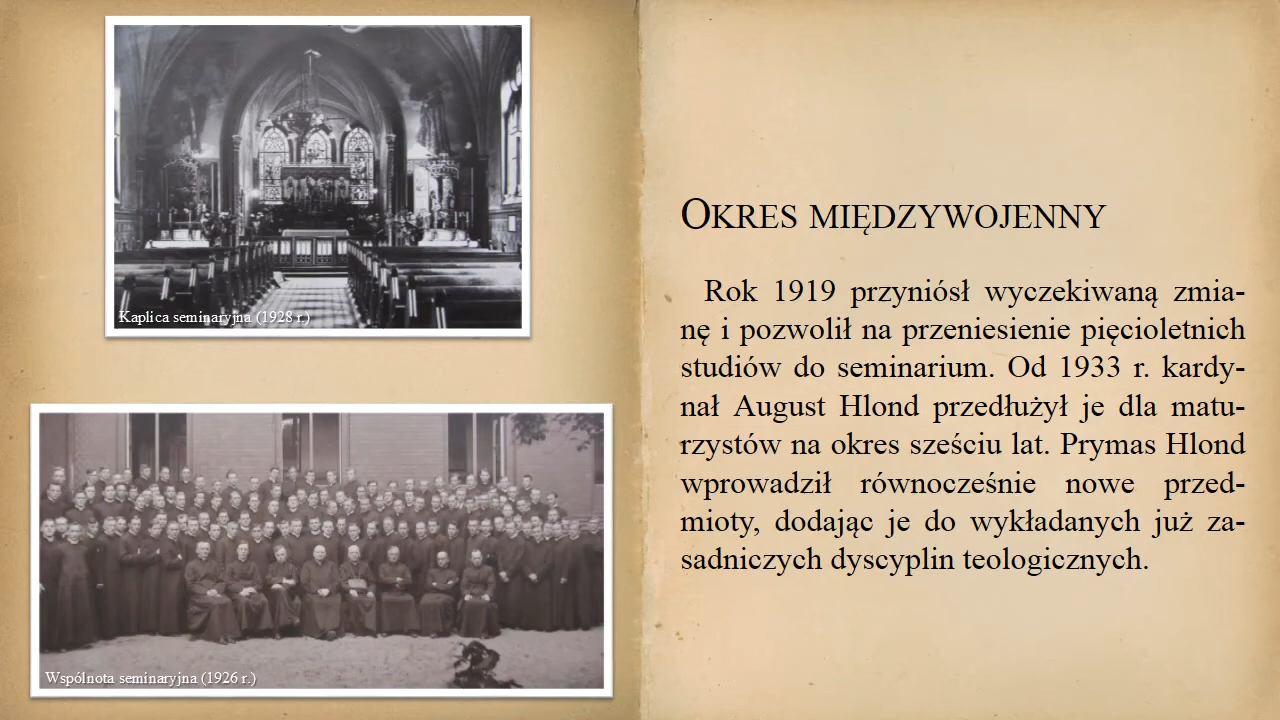 Kaplica seminaryjna (1928 r.)
Wspólnota seminaryjna (1926 r.)
Okres międzywojenny
Rok 1919 przyniósł wyczekiwaną zmia-
nę i pozwolił na przeniesienie pięcioletnich
studiów do seminarium. Od 1933 r. kardy-
nał August Hlond przedłużył je dla matu-
rzystów na okres sześciu lat. Prymas Hlond
wprowadził równocześnie nowe przed-
mioty, dodając je do wykładanych już za-
sadniczych dyscyplin teologicznych.